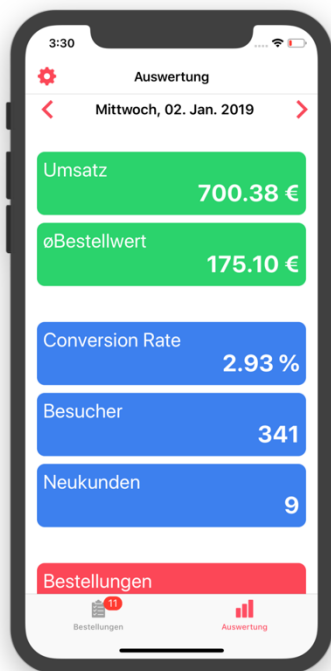 3:30
Auswertung
Mittwoch, 02. Jan. 2019
Umsatz
700.38 €
øBestellwert
175.10 €
Conversion Rate
2.93 %
Besucher
341
Neukunden
9
Bestellungen
11
Bestellungen
Auswertung